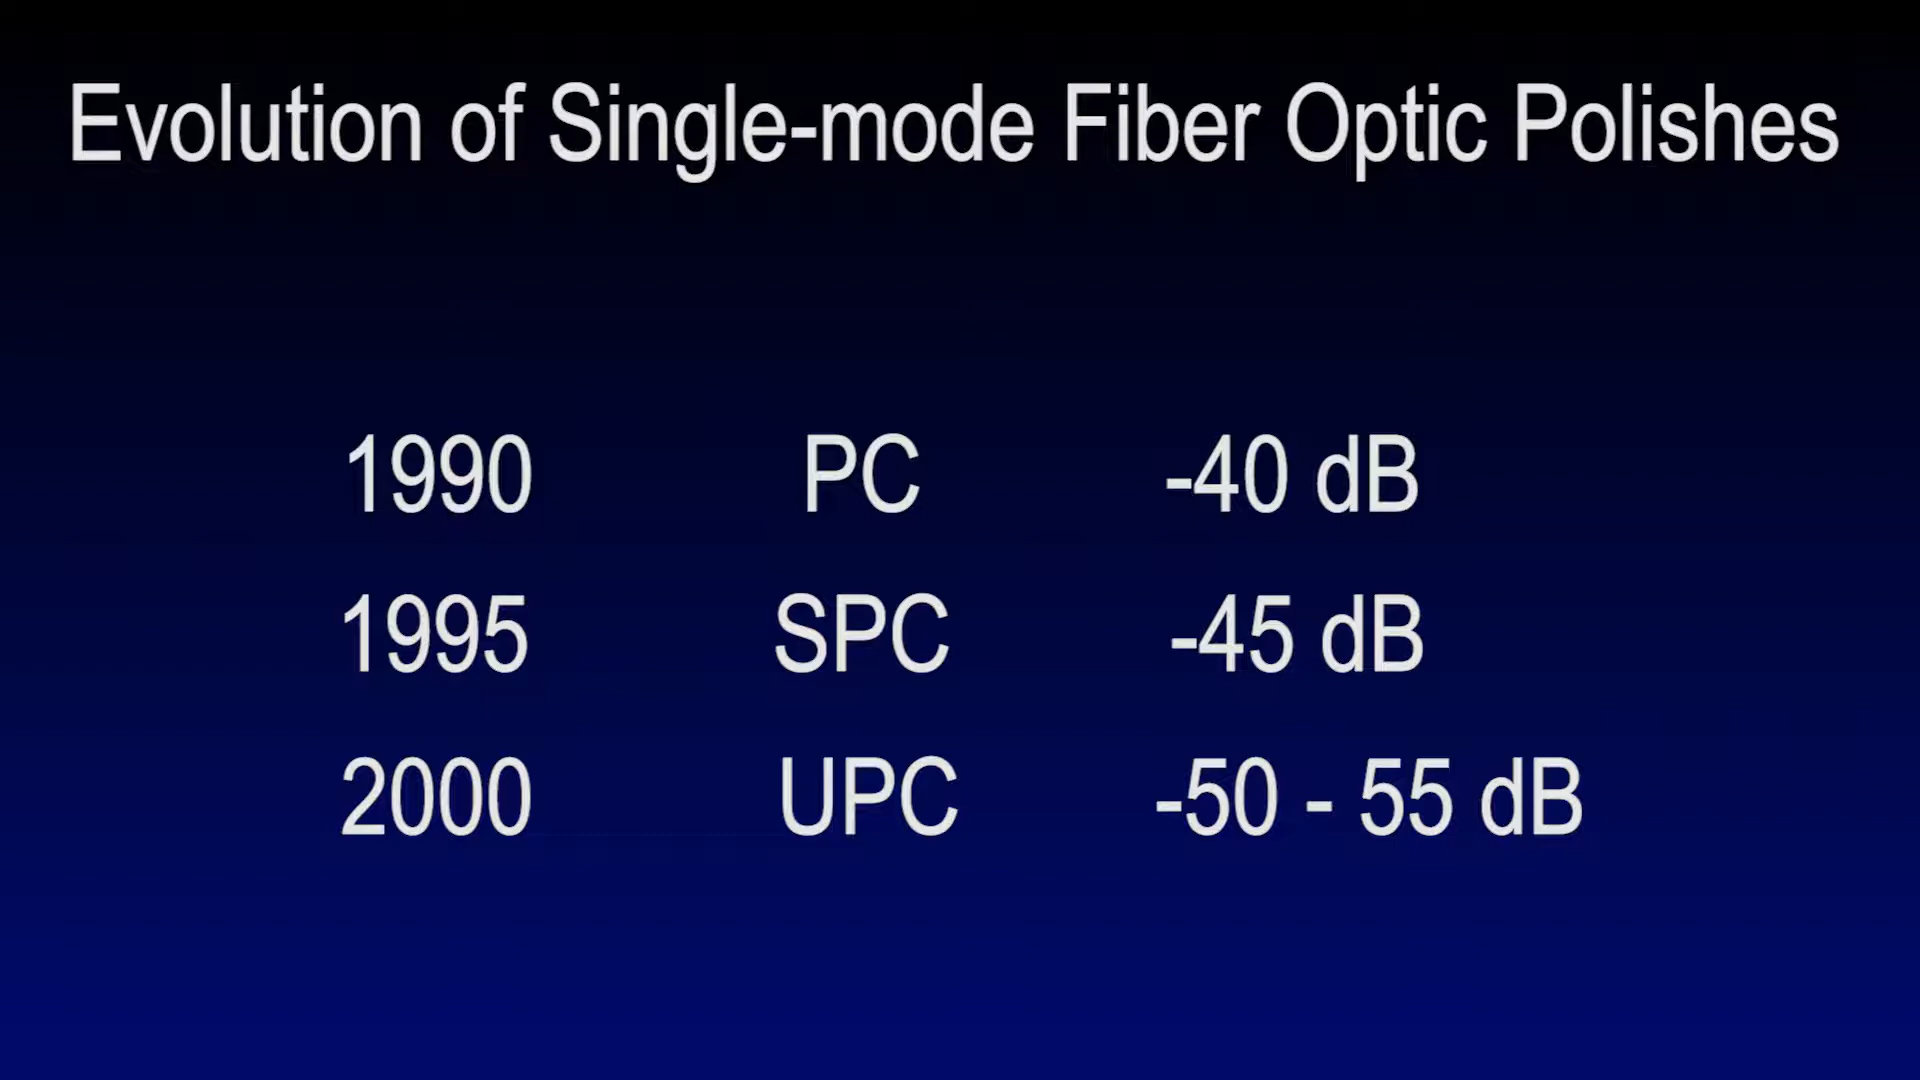 Evolution of Single-mode Fiber Optic Polishes
1990 PC -40 dB
1995 SPC -45 dB
2000 UPC -50 - 55 dB